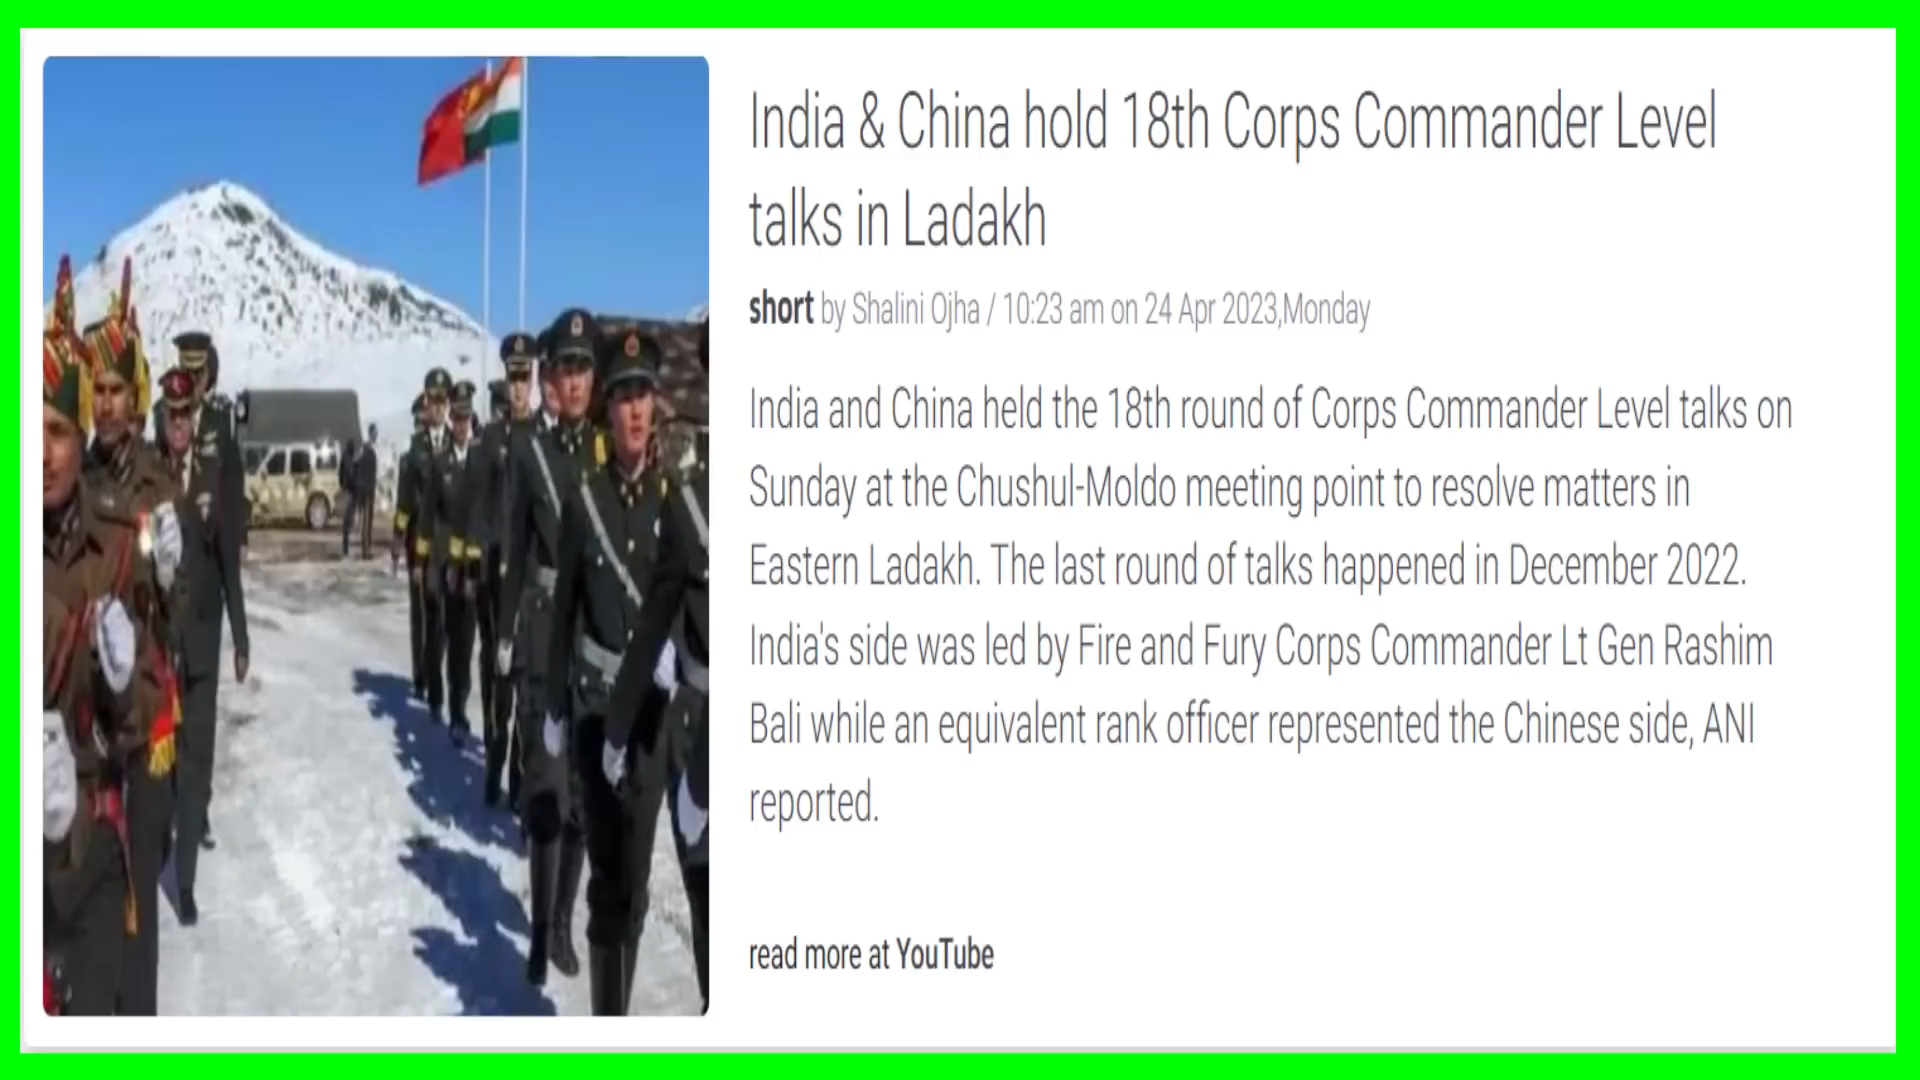 India & China hold 18th Corps Commander Level
talks in Ladakh
short by Shalini Ojha / 10:23 am on 24 Apr 2023,Monday
India and China held the 18th round of Corps Commander Level talks on
Sunday at the Chushul-Moldo meeting point to resolve matters in
Eastern Ladakh. The last round of talks happened in December 2022.
India's side was led by Fire and Fury Corps Commander Lt Gen Rashim
Bali while an equivalent rank officer represented the Chinese side, ANI
reported.
read more at YouTube